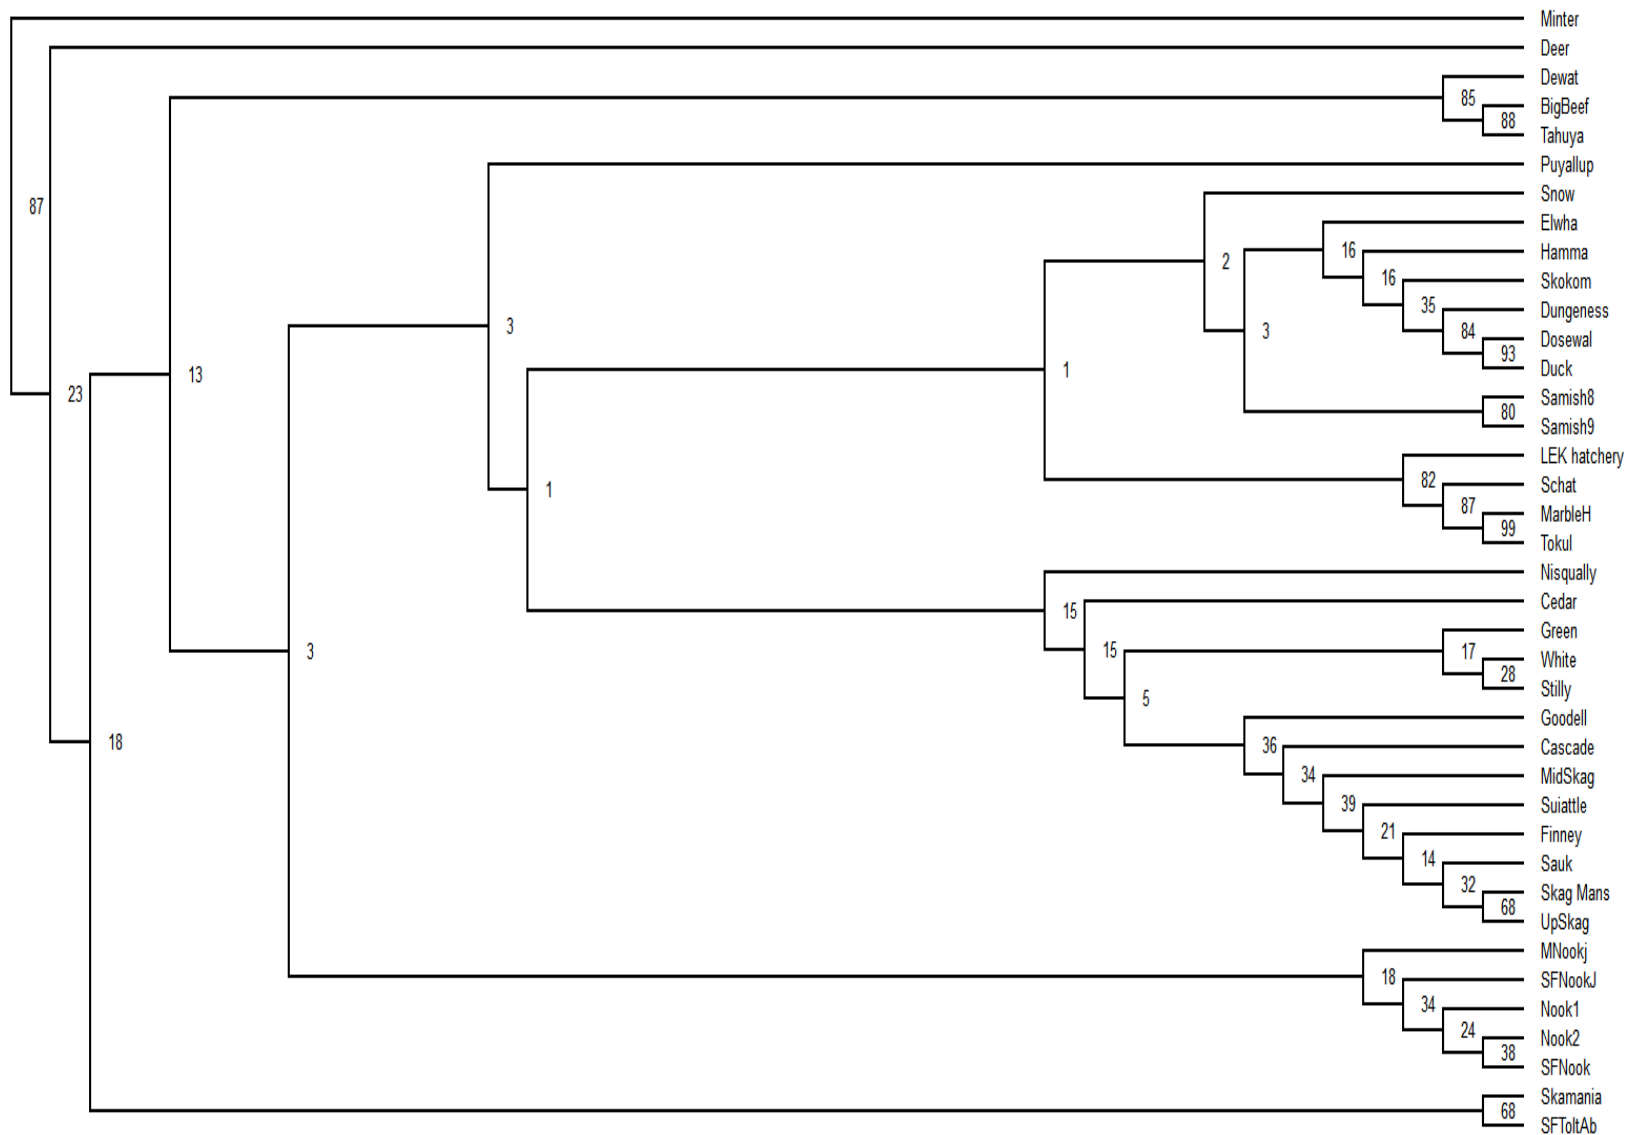 Minter
Deer
Dewat
85
BigBeef
88
Tahuya
Puyallup
Snow
87
Elwha
16
Hamma
2
16
Skokom
35
Dungeness
3
3
84
Dosewal
93
Duck
1
13
23
Samish8
80
Samish9
LEK hatchery
82
Schat
1
87
MarbleH
99
Tokul
Nisqually
15
Cedar
Green
3
15
17
White
28
Stilly
5
Goodell
18
36
Cascade
34
MidSkag
39
Suiattle
21
Finney
14
Sauk
32
Skag Mans
68
UpSkag
MNookj
18
SFNookJ
34
Nook1
24
Nook2
38
SFNook
Skamania
68
SFToltAb